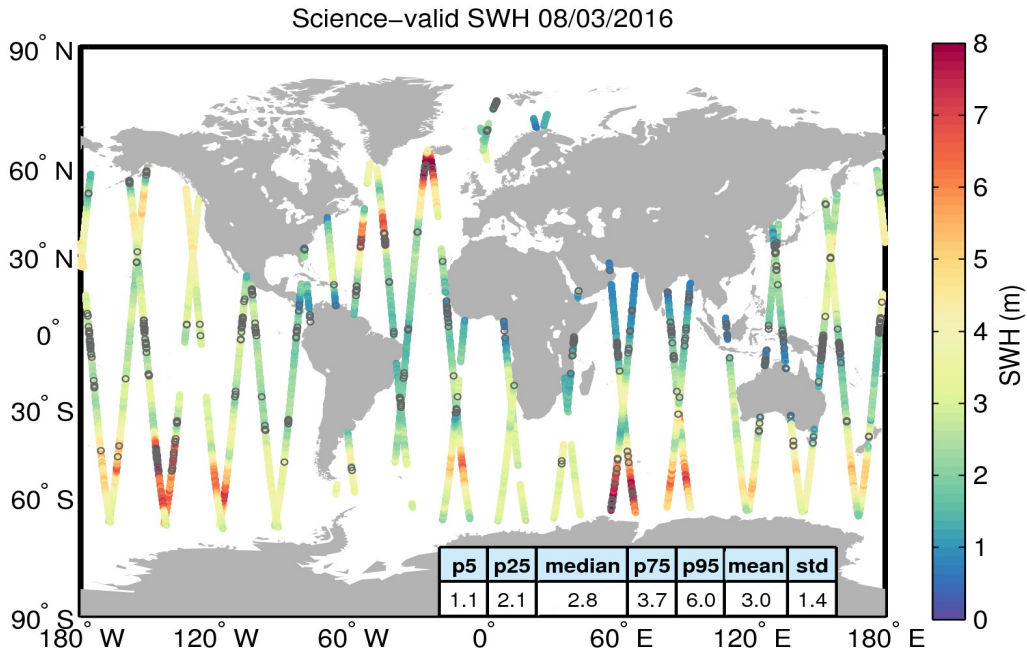 Science−valid SWH 08/03/2016
90° N
60° N
30° N
0°
30° S
60° S
90° S
180° W
120° W
60° W
0°
60° E
120° E
180° E
p5 p25 median p75 p95 mean std
1.1 2.1 2.8 3.7 6.0 3.0 1.4
8
7
6
5
4
3
2
1
0
SWH (m)